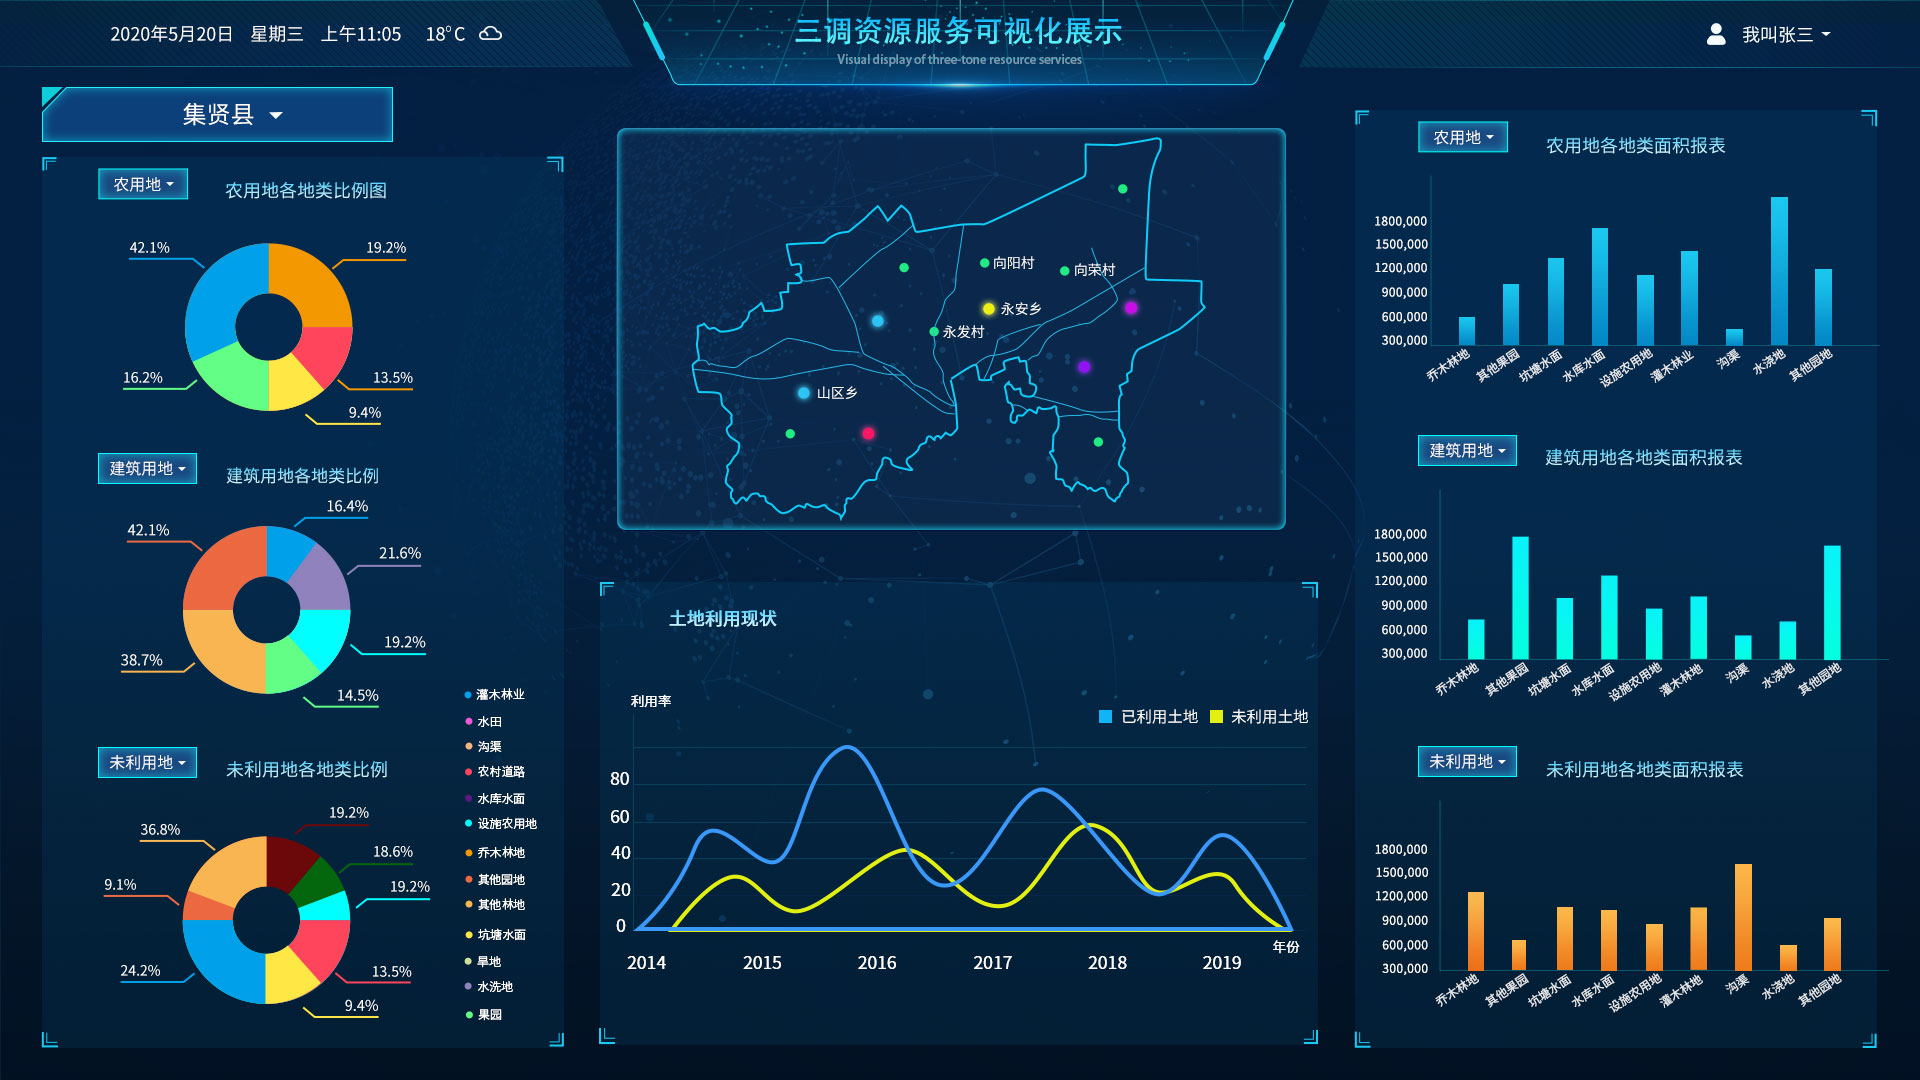 2020年5月20日 星期三 上午11:05 18°C
三调资源服务可视化展示
Visual display of three-tone resource services
我叫张三
集贤县
农用地
农用地各地类比例图
42.1%
19.2%
16.2%
13.5%
9.4%
建筑用地
建筑用地各地类比例
16.4%
42.1%
21.6%
19.2%
38.7%
14.5%
未利用地
未利用地各地类比例
19.2%
36.8%
18.6%
9.1%
19.2%
24.2%
13.5%
9.4%
灌木林业
水田
沟渠
农村道路
水库水面
设施农用地
乔木林地
其他园地
其他林地
坑塘水面
旱地
水洗地
果园
向阳村
向荣村
永安乡
永发村
山区乡
土地利用现状
利用率
已利用土地
未利用土地
80
60
40
20
0
年份
2014
2015
2016
2017
2018
2019
农用地
农用地各地类面积报表
1800,000
1500,000
1200,000
900,000
600,000
300,000
乔木林地
其他果园
坑塘水面
水库水面
设施农用地
灌木林业
沟渠
水浇地
其他园地
建筑用地
建筑用地各地类面积报表
1800,000
1500,000
1200,000
900,000
600,000
300,000
乔木林地
其他果园
坑塘水面
水库水面
设施农用地
灌木林地
沟渠
水浇地
其他园地
未利用地
未利用地各地类面积报表
1800,000
1500,000
1200,000
900,000
600,000
300,000
乔木林地
其他果园
坑塘水面
水库水面
设施农用地
灌木林地
沟渠
水浇地
其他园地